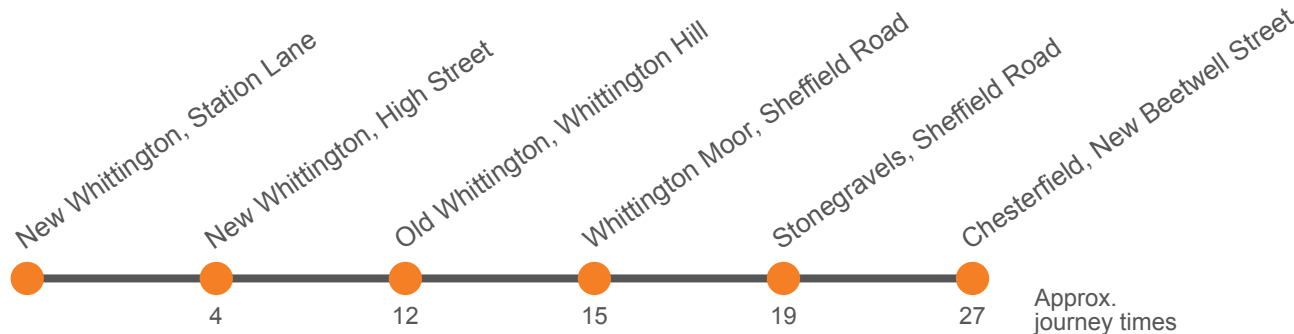 New Whittington, Station Lane
New Whittington, High Street
Old Whittington, Whittington Hill
Whittington Moor, Sheffield Road
Stonegravels, Sheffield Road
Chesterfield, New Beetwell Street
4
12
15
19
27
Approx.
journey times